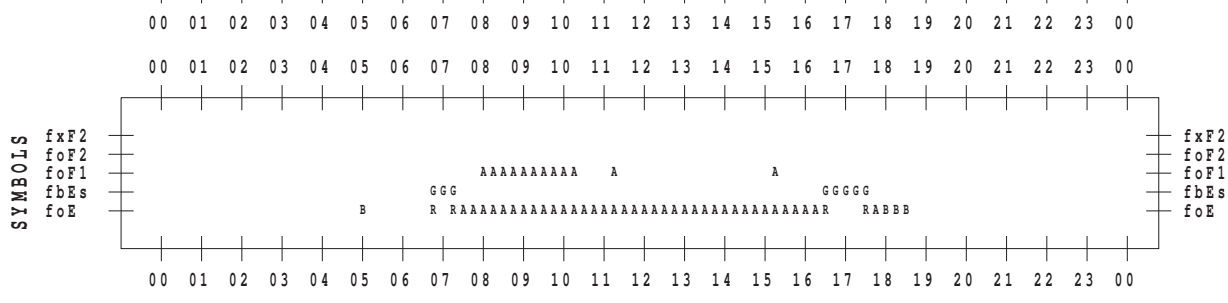 00 01 02 03 04 05 06 07 08 09 10 11 12 13 14 15 16 17 18 19 20 21 22 23 00
00 01 02 03 04 05 06 07 08 09 10 11 12 13 14 15 16 17 18 19 20 21 22 23 00
SYMBOLS
fxF2 fxF2
foF2 foF2
foF1 AAAAAAAAAA A A foF1
fbEs GGG GGGGG fbEs
foE B R RAAAAAAAAAAAAAAAAAAAAAAAAAAAAAAAAAAAAR RABBB foE
00 01 02 03 04 05 06 07 08 09 10 11 12 13 14 15 16 17 18 19 20 21 22 23 00